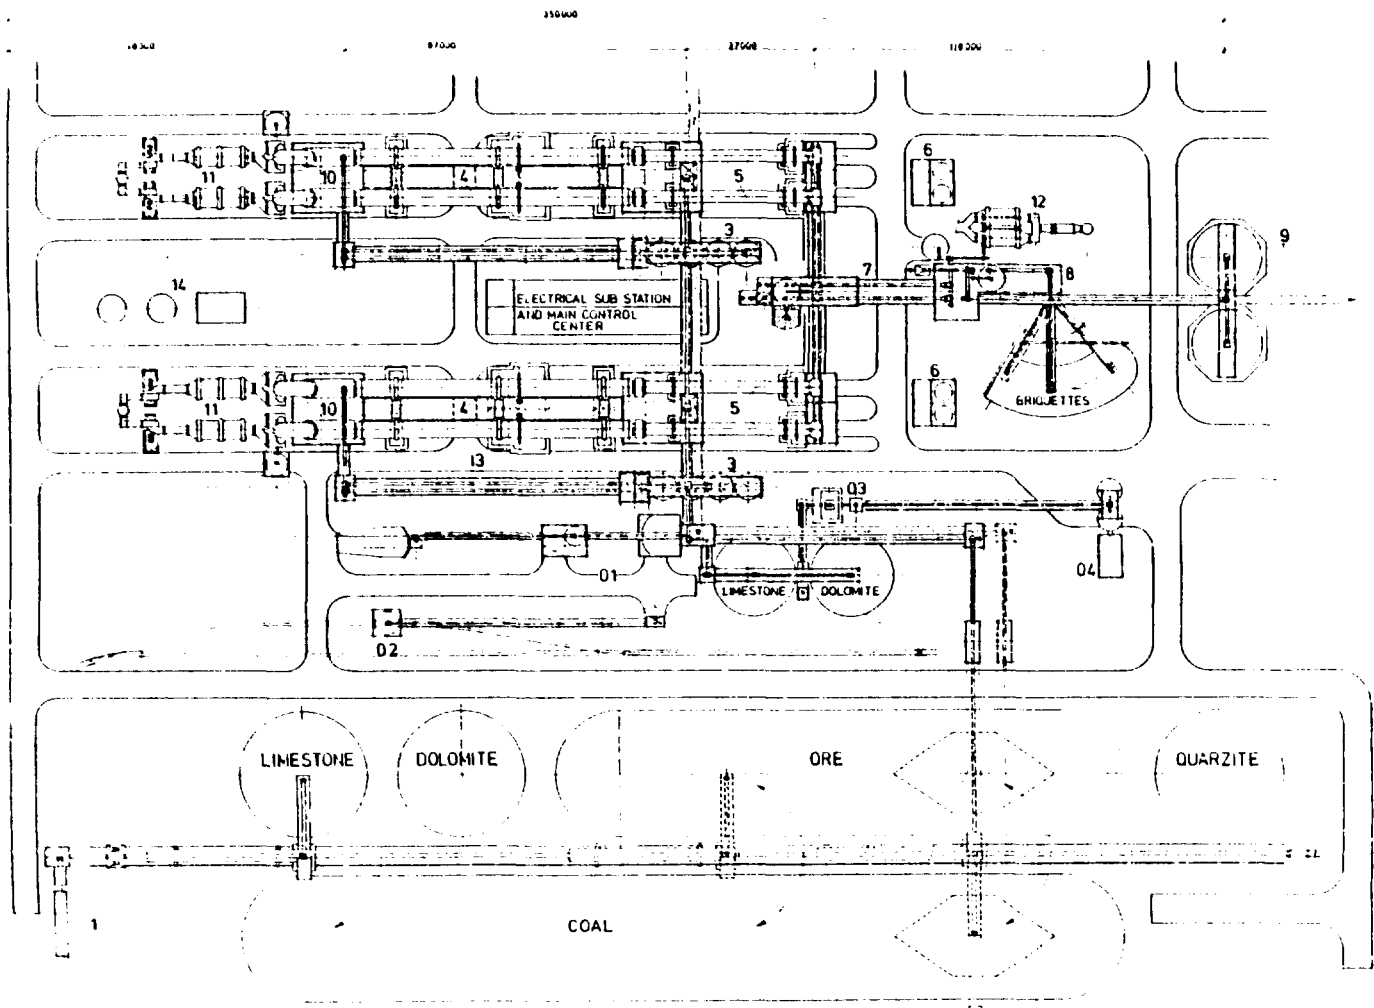 350000
87000
37000
118000
6
11
10
4
5
12
3
9
7
8
14
ELECTRICAL SUB STATION
AND MAIN CONTROL
CENTER
6
BRIQUETTES
11
10
4
5
13
3
03
01
LIMESTONE
DOLOMITE
04
02
LIMESTONE
DOLOMITE
ORE
QUARZITE
1
COAL